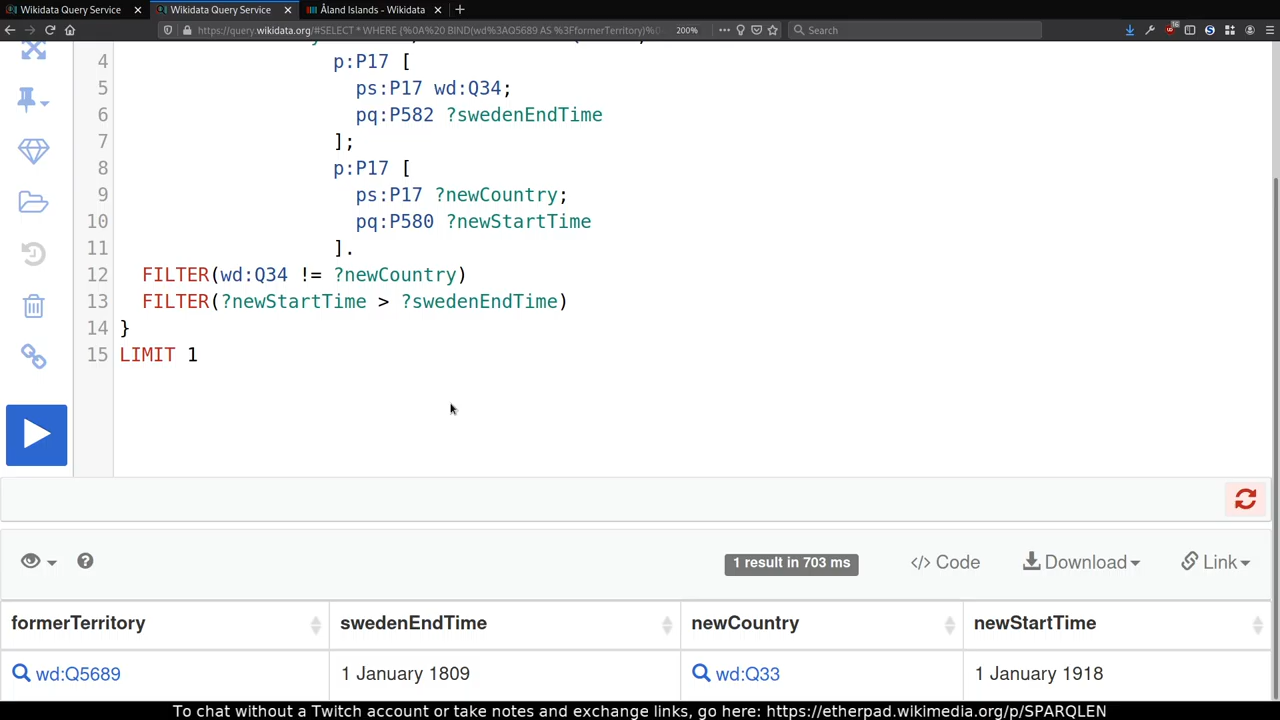 Wikidata Query Service
Wikidata Query Service
Åland Islands - Wikidata
https://query.wikidata.org/#SELECT * WHERE {%0A%20 BIND(wd%3AQ5689 AS %3FformerTerritory)%
200%
Search
4 p:P17 [
5 ps:P17 wd:Q34;
6 pq:P582 ?swedenEndTime
7 ];
8 p:P17 [
9 ps:P17 ?newCountry;
10 pq:P580 ?newStartTime
11 ].
12 FILTER(wd:Q34 != ?newCountry)
13 FILTER(?newStartTime > ?swedenEndTime)
14 }
15 LIMIT 1
1 result in 703 ms
</> Code
Download
Link
formerTerritory swedenEndTime newCountry newStartTime
wd:Q5689 1 January 1809 wd:Q33 1 January 1918
To chat without a Twitch account or take notes and exchange links, go here: https://etherpad.wikimedia.org/p/SPARQLEN